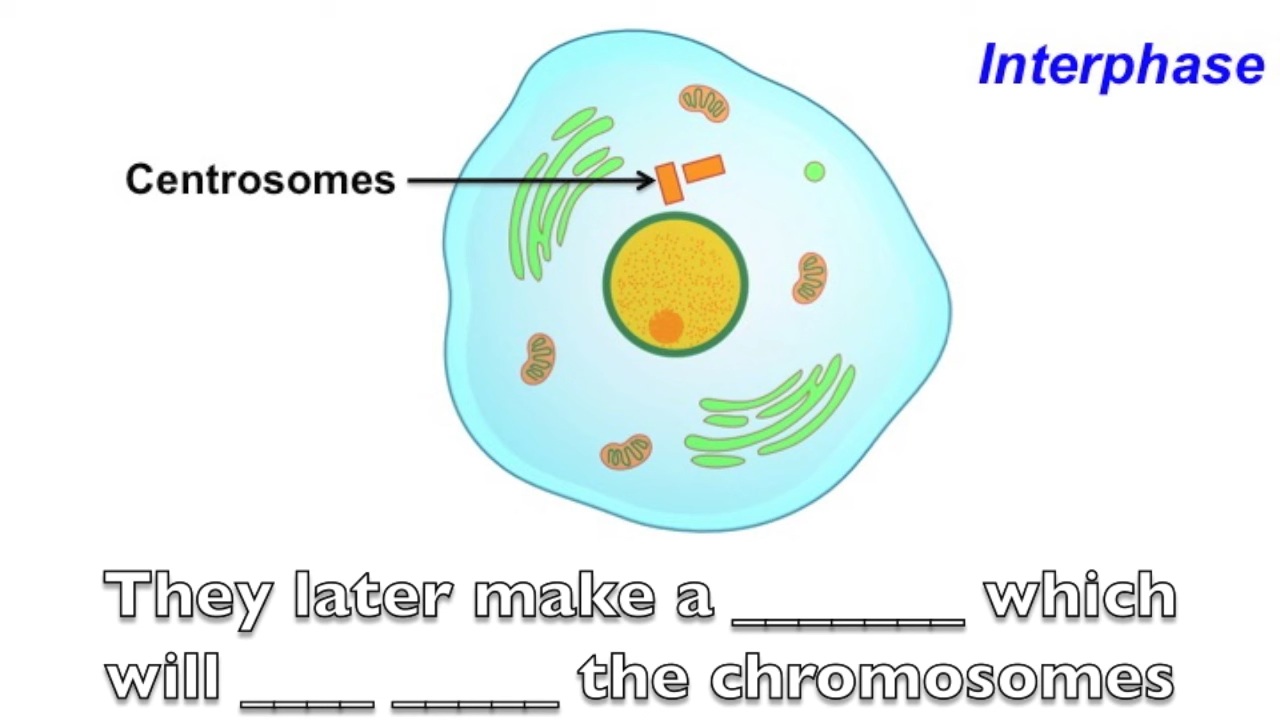 Interphase
Centrosomes
They later make a _______ which
will ____ _____ the chromosomes